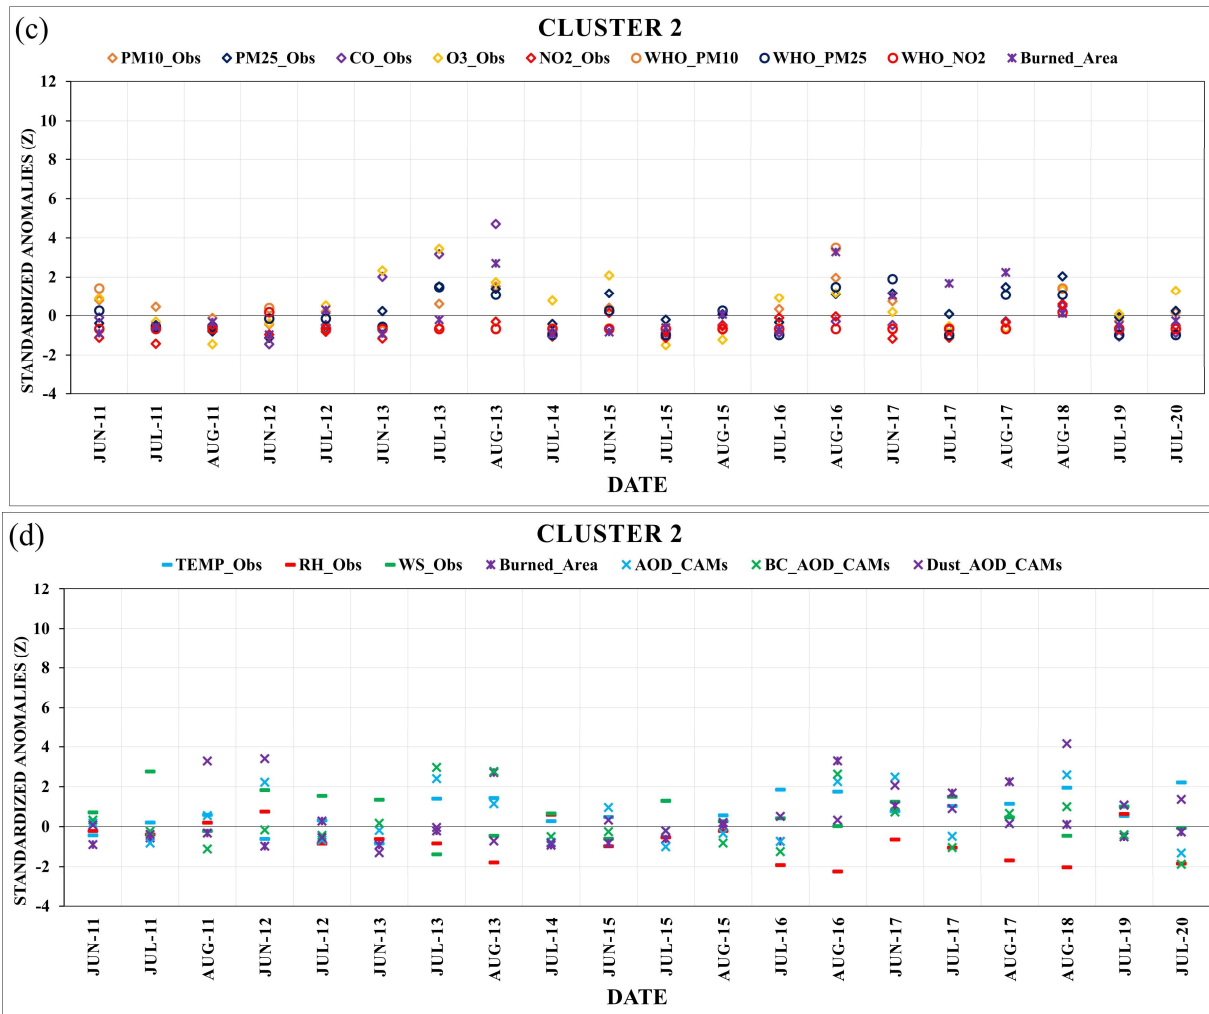 (c)
CLUSTER 2
PM10_Obs PM25_Obs CO_Obs O3_Obs NO2_Obs WHO_PM10 WHO_PM25 WHO_NO2 Burned_Area
STANDARDIZED ANOMALIES (Z)
12
10
8
6
4
2
0
-2
-4
JUN-11 JUL-11 AUG-11 JUN-12 JUL-12 JUN-13 JUL-13 AUG-13 JUL-14 JUN-15 JUL-15 AUG-15 JUL-16 AUG-16 JUN-17 JUL-17 AUG-17 AUG-18 JUL-19 JUL-20
DATE
(d)
CLUSTER 2
TEMP_Obs RH_Obs WS_Obs Burned_Area AOD_CAMs BC_AOD_CAMs Dust_AOD_CAMs
STANDARDIZED ANOMALIES (Z)
12
10
8
6
4
2
0
-2
-4
JUN-11 JUL-11 AUG-11 JUN-12 JUL-12 JUN-13 JUL-13 AUG-13 JUL-14 JUN-15 JUL-15 AUG-15 JUL-16 AUG-16 JUN-17 JUL-17 AUG-17 AUG-18 JUL-19 JUL-20
DATE